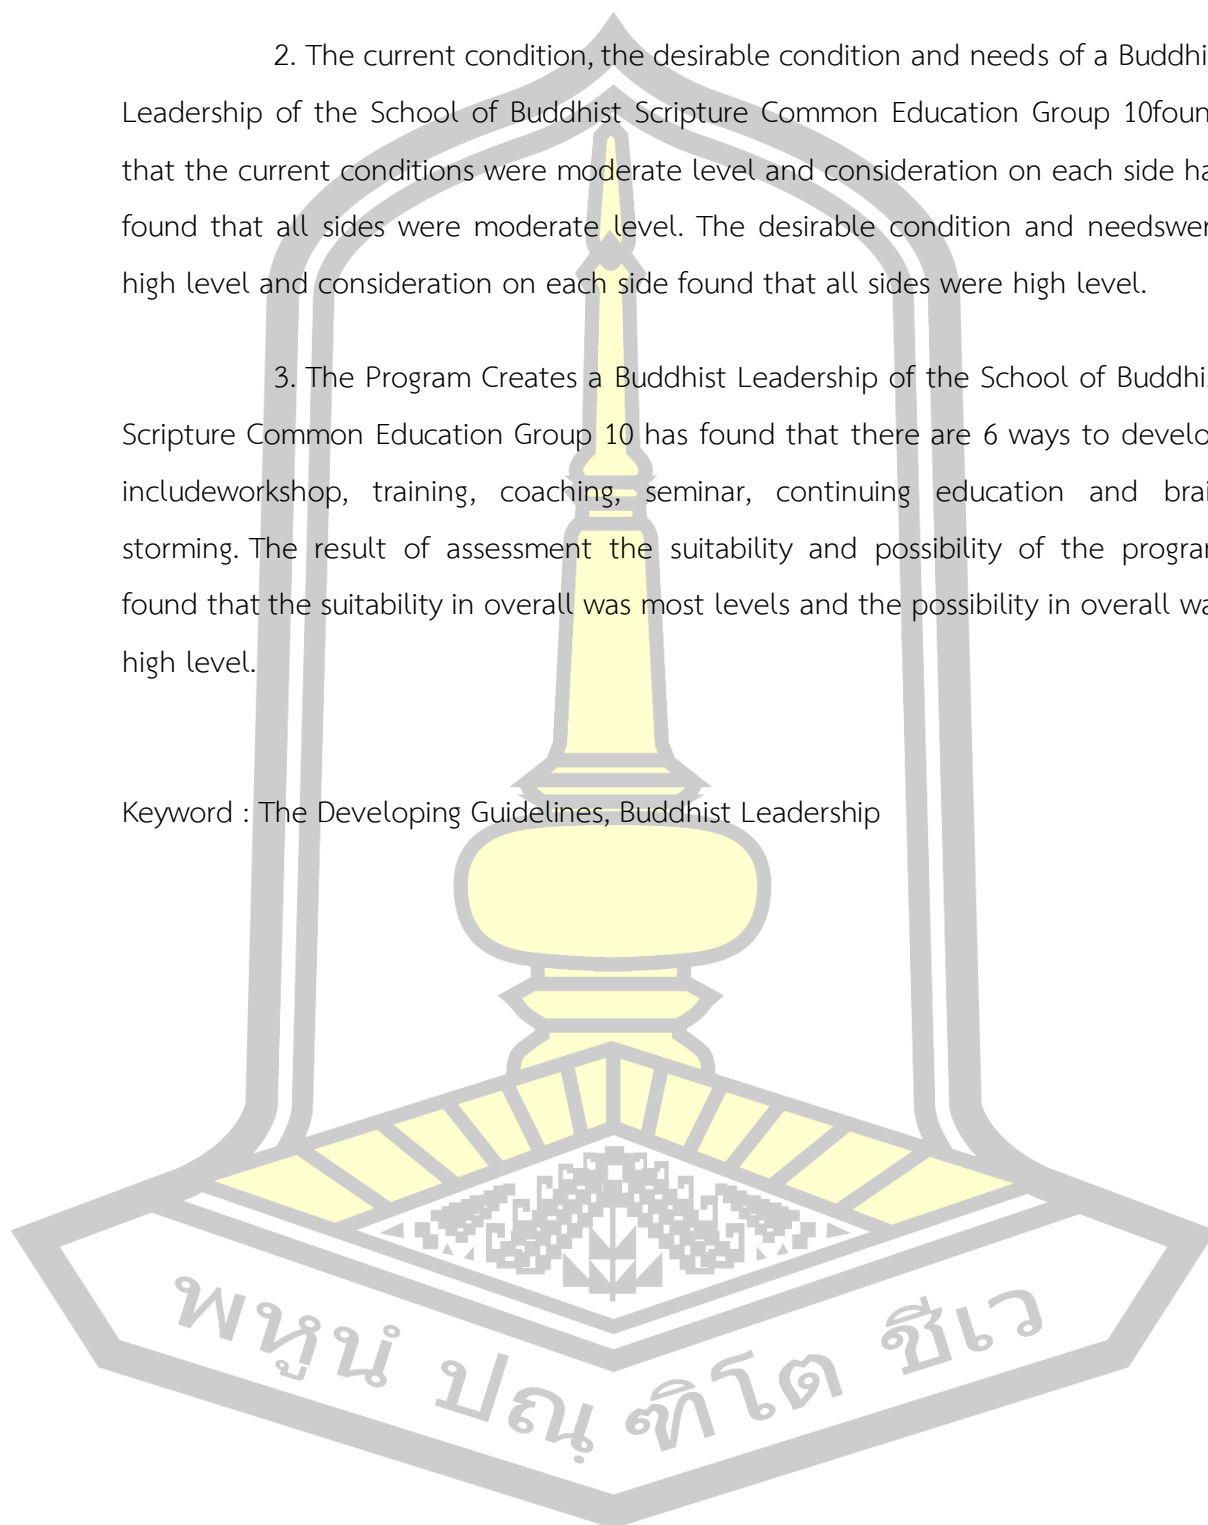 2. The current condition, the desirable condition and needs of a Buddhi
Leadership of the School of Buddhist Scripture Common Education Group 10foun
that the current conditions were moderate level and consideration on each side ha
found that all sides were moderate level. The desirable condition and needswer
high level and consideration on each side found that all sides were high level.
3. The Program Creates a Buddhist Leadership of the School of Buddhis
Scripture Common Education Group 10 has found that there are 6 ways to develo
includeworkshop, training, coaching, seminar, continuing education and brai
storming. The result of assessment the suitability and possibility of the progra
found that the suitability in overall was most levels and the possibility in overall wa
high level.
Keyword : The Developing Guidelines, Buddhist Leadership
พหูนํ ปณฺฑิโต ชีเว